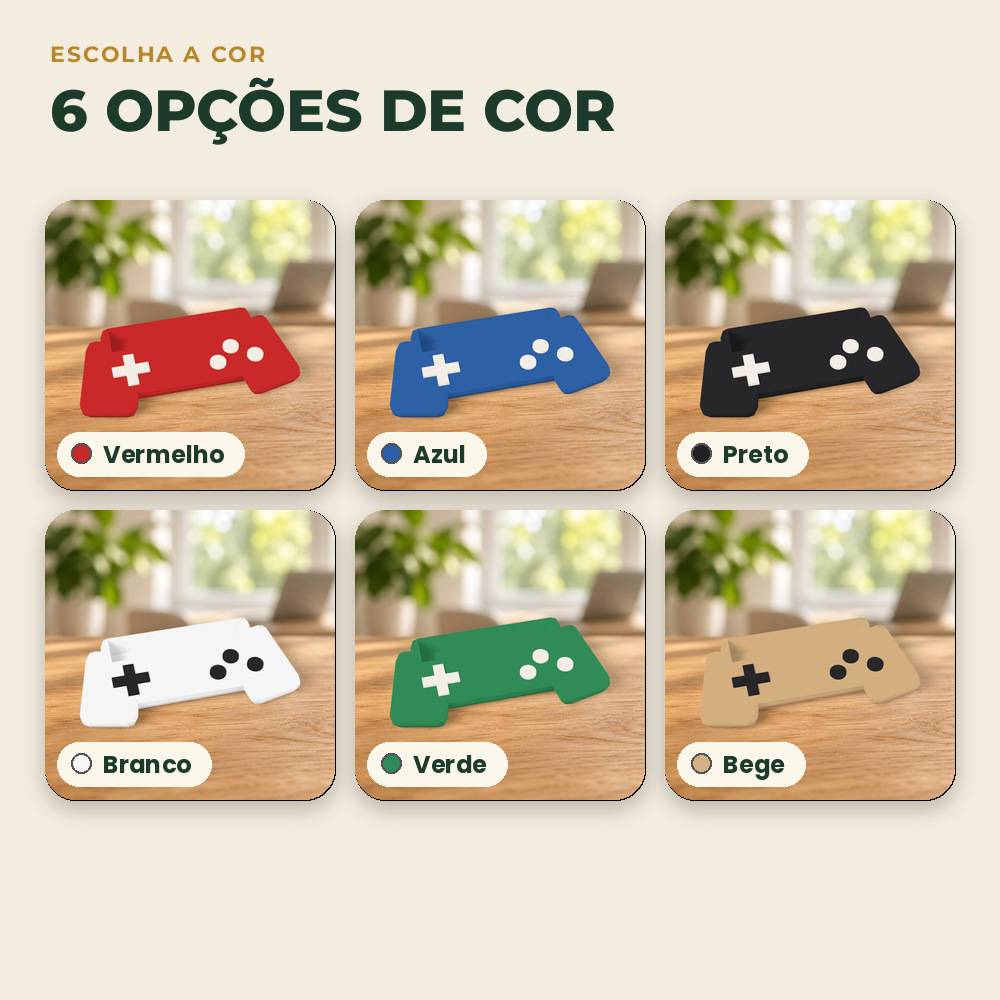 ESCOLHA A COR
6 OPÇÕES DE COR
Vermelho
Azul
Preto
Branco
Verde
Bege